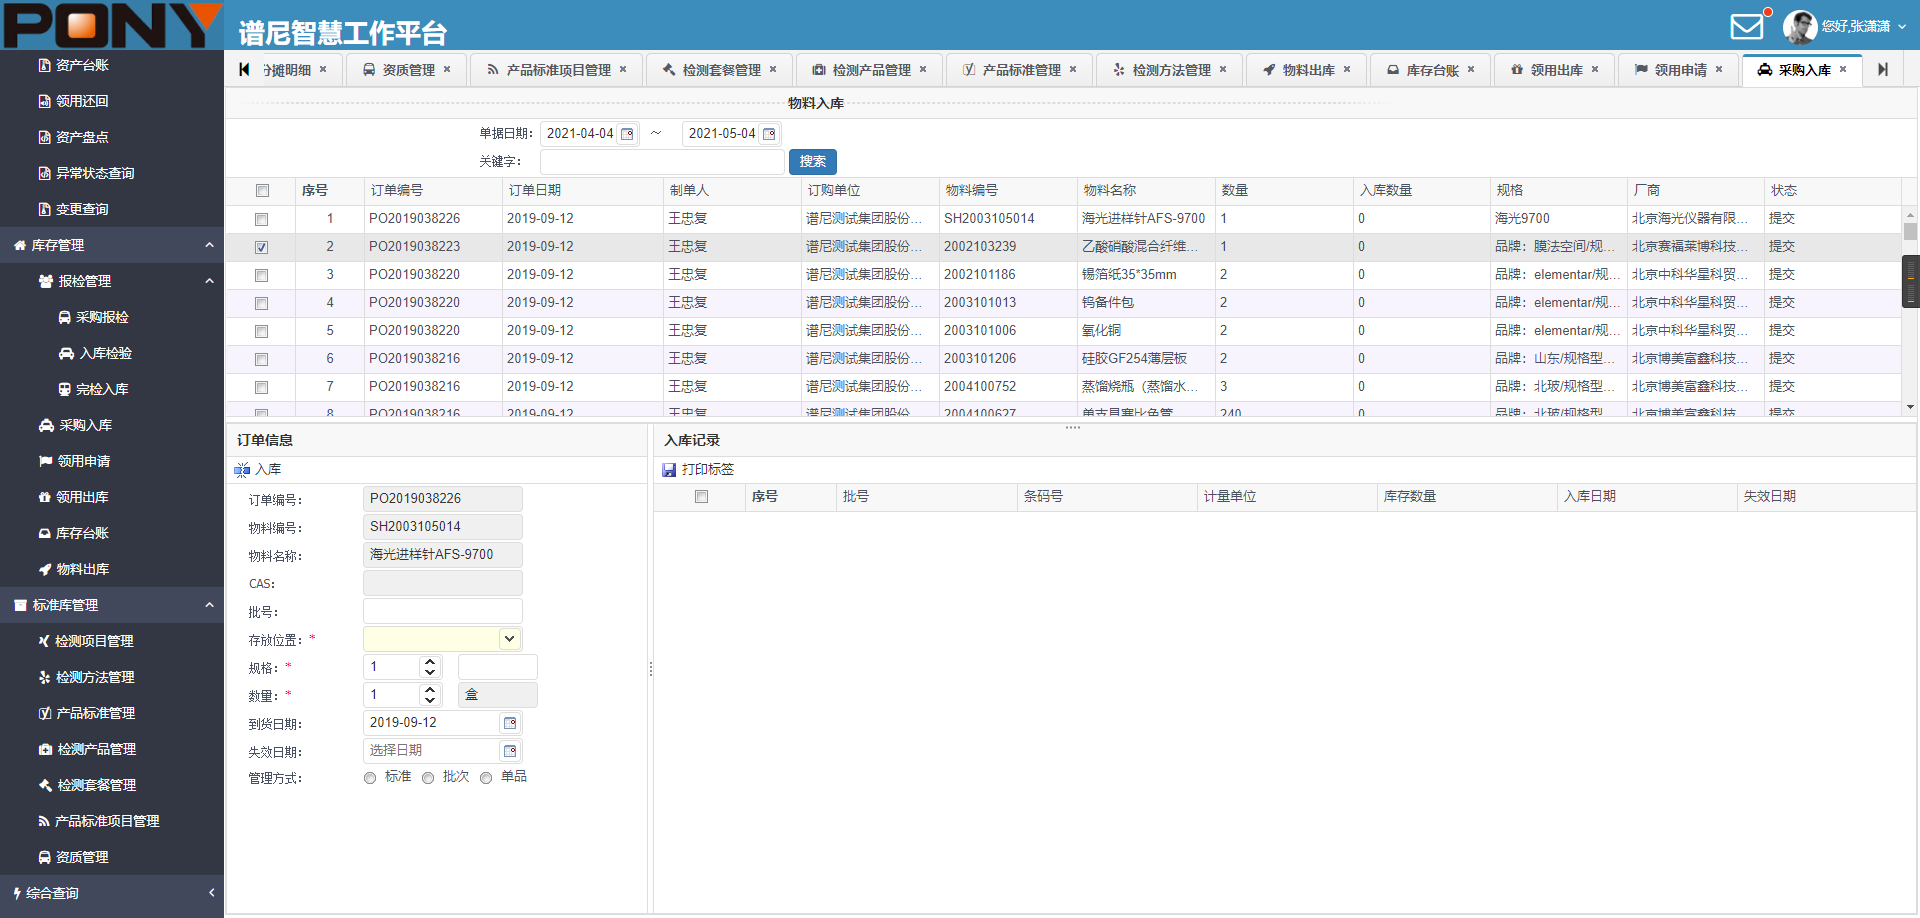 PONY 谱尼智慧工作平台 您好,张潇潇
资产台账
领用还回
资产盘点
异常状态查询
变更查询
库存管理
报检管理
采购报检
入库检验
完检入库
采购入库
领用申请
领用出库
库存台账
物料出库
标准库管理
检测项目管理
检测方法管理
产品标准管理
检测产品管理
检测套餐管理
产品标准项目管理
资质管理
综合查询
分摊明细 × 资质管理 × 产品标准项目管理 × 检测套餐管理 × 检测产品管理 × 产品标准管理 × 检测方法管理 × 物料出库 × 库存台账 × 领用出库 × 领用申请 × 采购入库 ×
物料入库
单据日期: 2021-04-04 ~ 2021-05-04
关键字: 搜索
序号 订单编号 订单日期 制单人 订购单位 物料编号 物料名称 数量 入库数量 规格 厂商 状态
1 PO2019038226 2019-09-12 王忠复 谱尼测试集团股份... SH2003105014 海光进样针AFS-9700 1 0 海光9700 北京海光仪器有限... 提交
2 PO2019038223 2019-09-12 王忠复 谱尼测试集团股份... 2002103239 乙酸硝酸混合纤维... 1 0 品牌：膜法空间/规... 北京赛福莱博科技... 提交
3 PO2019038220 2019-09-12 王忠复 谱尼测试集团股份... 2002101186 锡箔纸35*35mm 2 0 品牌：elementar/规... 北京中科华星科贸... 提交
4 PO2019038220 2019-09-12 王忠复 谱尼测试集团股份... 2003101013 钨备件包 2 0 品牌：elementar/规... 北京中科华星科贸... 提交
5 PO2019038220 2019-09-12 王忠复 谱尼测试集团股份... 2003101006 氧化铜 2 0 品牌：elementar/规... 北京中科华星科贸... 提交
6 PO2019038216 2019-09-12 王忠复 谱尼测试集团股份... 2003101206 硅胶GF254薄层板 2 0 品牌：山东/规格型... 北京博美富鑫科技... 提交
7 PO2019038216 2019-09-12 王忠复 谱尼测试集团股份... 2004100752 蒸馏烧瓶（蒸馏水... 3 0 品牌：北玻/规格型... 北京博美富鑫科技... 提交
8 PO2019038216 2019-09-12 王忠复 谱尼测试集团股份... 2004100627 单支具塞比色管 240 0 品牌：北玻/规格型... 北京博美富鑫科技... 提交
订单信息
入库
订单编号: PO2019038226
物料编号: SH2003105014
物料名称: 海光进样针AFS-9700
CAS:
批号:
存放位置: *
规格: * 1
数量: * 1 盒
到货日期: 2019-09-12
失效日期: 选择日期
管理方式: 标准 批次 单品
入库记录
打印标签
序号 批号 条码号 计量单位 库存数量 入库日期 失效日期